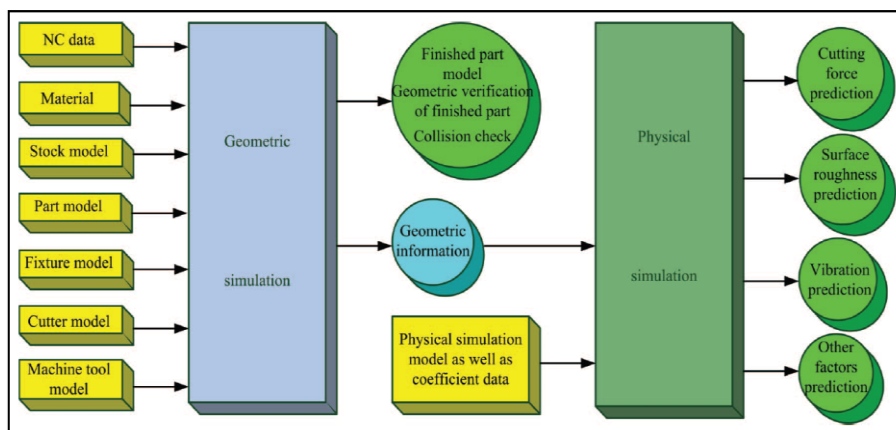 NC data
Material
Stock model
Part model
Fixture model
Cutter model
Machine tool
model
Geometric
simulation
Finished part
model
Geometric verification
of finished part
Collision check
Geometric
information
Physical simulation
model as well as
coefficient data
Physical
simulation
Cutting
force
prediction
Surface
roughness
prediction
Vibration
prediction
Other
factors
prediction